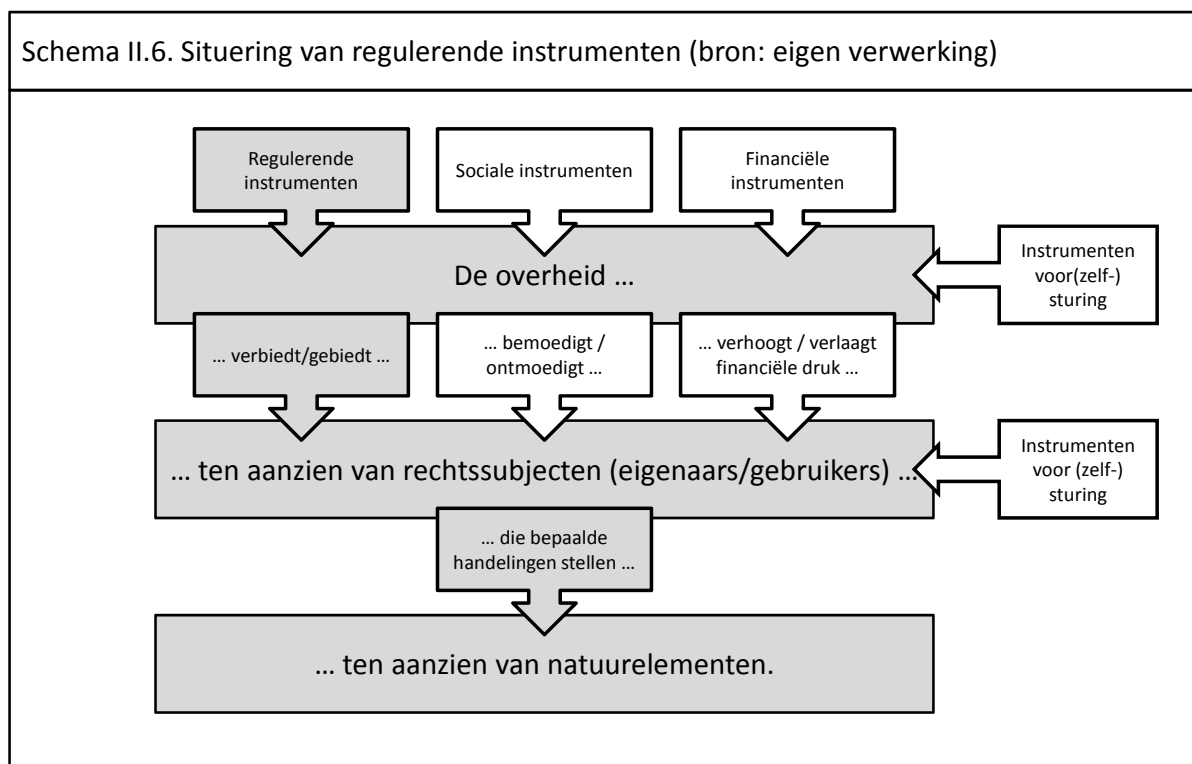 Schema II.6. Situering van regulerende instrumenten (bron: eigen verwerking)
Regulerende
instrumenten
Sociale instrumenten
Financiële
instrumenten
De overheid …
Instrumenten
voor(zelf-)
sturing
… verbiedt/gebiedt …
… bemoedigt /
ontmoedigt …
… verhoogt / verlaagt
financiële druk …
… ten aanzien van rechtssubjecten (eigenaars/gebruikers) …
Instrumenten
voor (zelf-)
sturing
… die bepaalde
handelingen stellen …
… ten aanzien van natuurelementen.